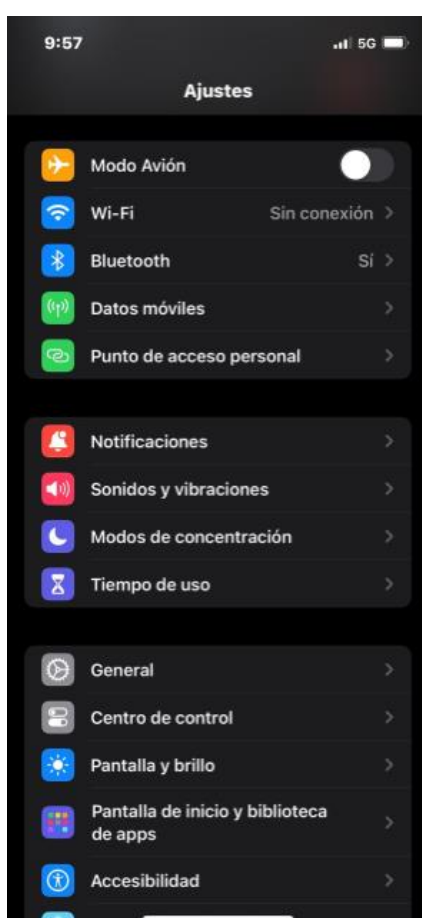 9:57
5G
Ajustes
Modo Avión
Wi-Fi Sin conexión
Bluetooth Sí
Datos móviles
Punto de acceso personal
Notificaciones
Sonidos y vibraciones
Modos de concentración
Tiempo de uso
General
Centro de control
Pantalla y brillo
Pantalla de inicio y biblioteca
de apps
Accesibilidad